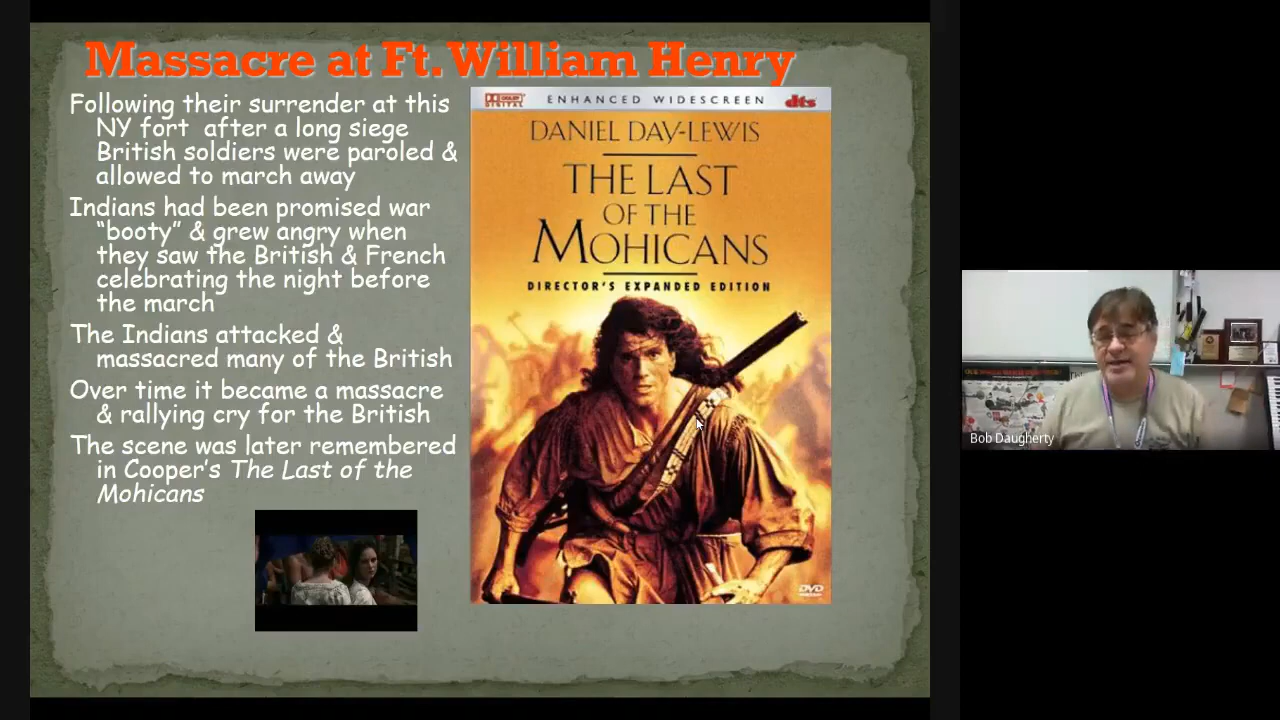 Massacre at Ft. William Henry
Following their surrender at this
NY fort after a long siege
British soldiers were paroled &
allowed to march away
Indians had been promised war
“booty” & grew angry when
they saw the British & French
celebrating the night before
the march
The Indians attacked &
massacred many of the British
Over time it became a massacre
& rallying cry for the British
The scene was later remembered
in Cooper’s The Last of the
Mohicans
DOLBY
DIGITAL
ENHANCED WIDESCREEN
dts
DANIEL DAY-LEWIS
THE LAST
OF THE
MOHICANS
DIRECTOR'S EXPANDED EDITION
DVD
Bob Daugherty